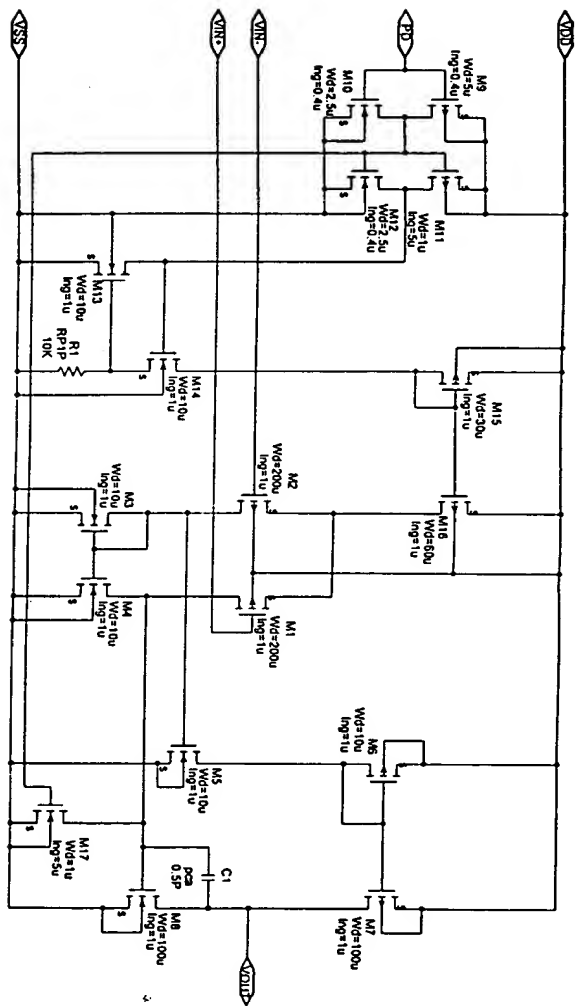 VDD
PD
VIN-
VIN+
VSS
M9
Wd=5u
lng=0.4u
M10
Wd=2.5u
lng=0.4u
M11
Wd=1u
lng=5u
M12
Wd=2.5u
lng=0.4u
S
S
S
S
M13
Wd=10u
lng=1u
S
R1
RP1P
10K
M14
Wd=10u
lng=1u
S
M15
Wd=30u
lng=1u
S
M16
Wd=60u
lng=1u
S
M2
Wd=200u
lng=1u
S
M1
Wd=200u
lng=1u
S
M3
Wd=10u
lng=1u
S
M4
Wd=10u
lng=1u
S
M5
Wd=10u
lng=1u
S
M6
Wd=10u
lng=1u
S
M7
Wd=100u
lng=1u
S
C1
pca
0.5P
M8
Wd=100u
lng=1u
S
M17
Wd=1u
lng=5u
S
VOUT